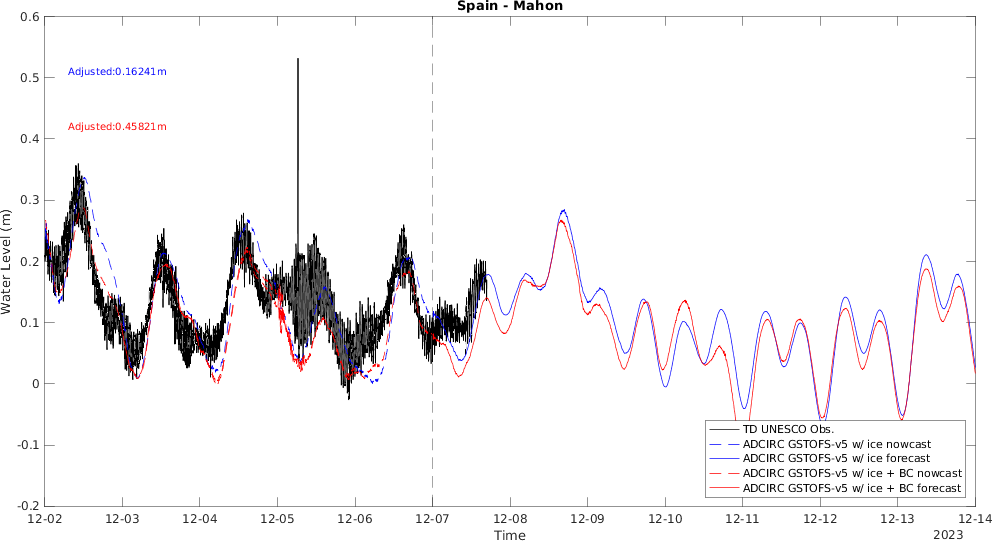 Spain - Mahon
0.6
0.5
0.4
0.3
0.2
0.1
0
-0.1
-0.2
Water Level (m)
Adjusted:0.16241m
Adjusted:0.45821m
TD UNESCO Obs.
ADCIRC GSTOFS-v5 w/ ice nowcast
ADCIRC GSTOFS-v5 w/ ice forecast
ADCIRC GSTOFS-v5 w/ ice + BC nowcast
ADCIRC GSTOFS-v5 w/ ice + BC forecast
12-02 12-03 12-04 12-05 12-06 12-07 12-08 12-09 12-10 12-11 12-12 12-13 12-14
Time
2023